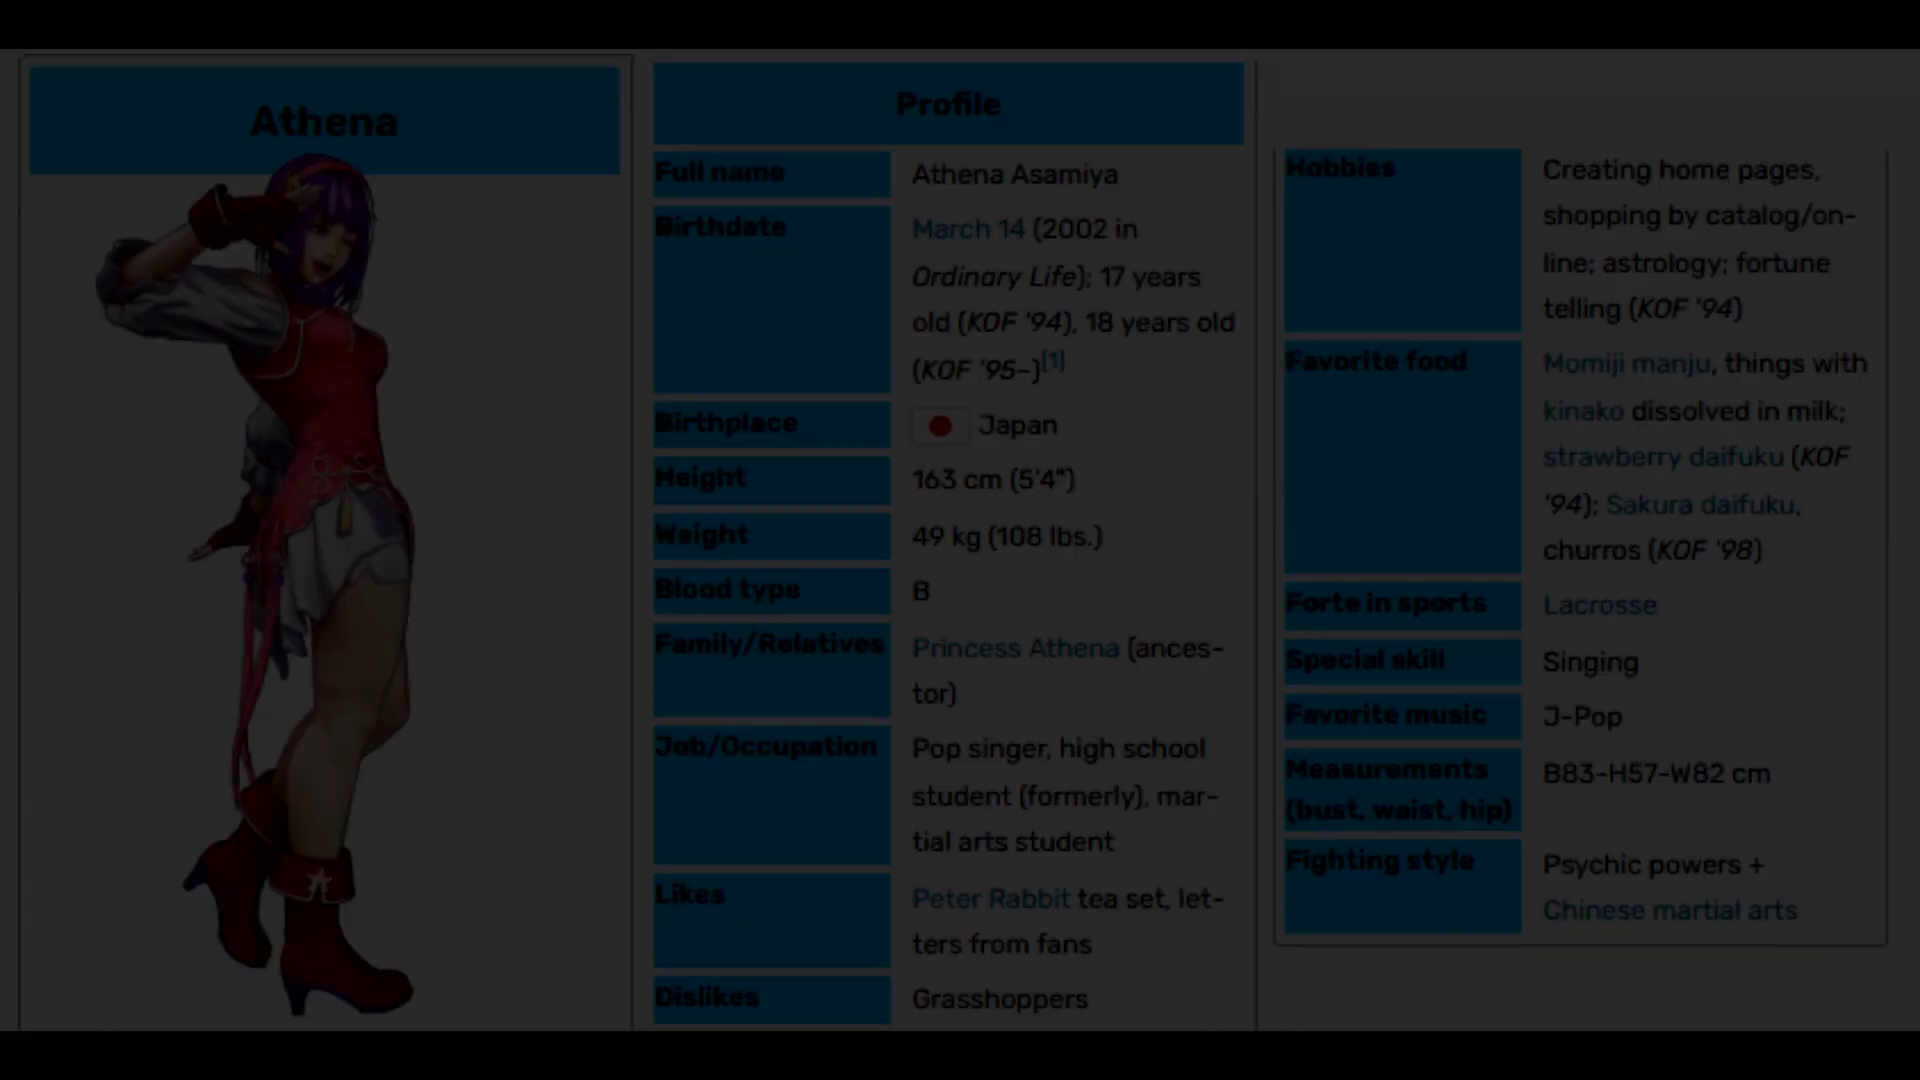 Athena
Profile
Full name
Athena Asamiya
Birthdate
March 14 (2002 in
Ordinary Life); 17 years
old (KOF '94), 18 years old
(KOF '95–)[1]
Birthplace
Japan
Height
163 cm (5'4")
Weight
49 kg (108 lbs.)
Blood type
B
Family/Relatives
Princess Athena (ances-
tor)
Job/Occupation
Pop singer, high school
student (formerly), mar-
tial arts student
Likes
Peter Rabbit tea set, let-
ters from fans
Dislikes
Grasshoppers
Hobbies
Creating home pages,
shopping by catalog/on-
line; astrology; fortune
telling (KOF '94)
Favorite food
Momiji manju, things with
kinako dissolved in milk;
strawberry daifuku (KOF
'94); Sakura daifuku,
churros (KOF '98)
Forte in sports
Lacrosse
Special skill
Singing
Favorite music
J-Pop
Measurements
(bust, waist, hip)
B83-H57-W82 cm
Fighting style
Psychic powers +
Chinese martial arts